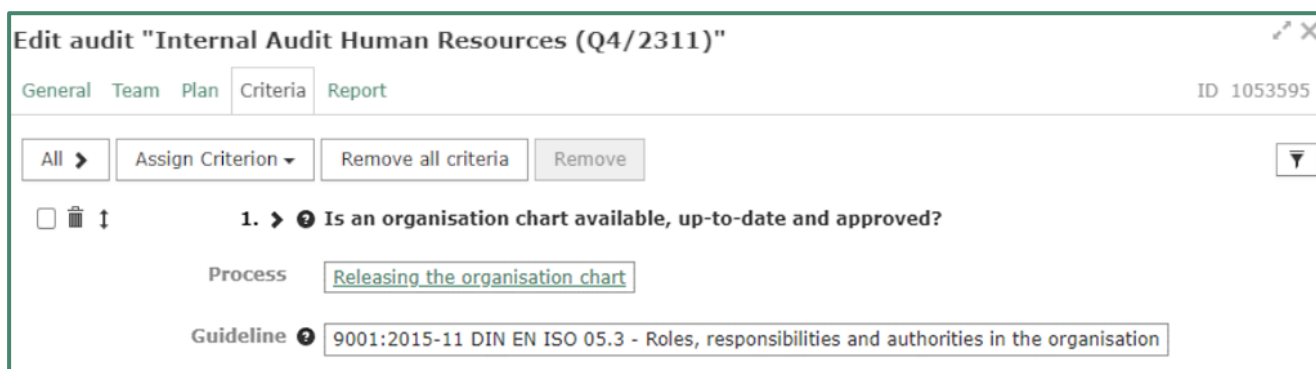 Edit audit "Internal Audit Human Resources (Q4/2311)"
General Team Plan Criteria Report ID 1053595
All Assign Criterion Remove all criteria Remove
1. Is an organisation chart available, up-to-date and approved?
Process Releasing the organisation chart
Guideline 9001:2015-11 DIN EN ISO 05.3 - Roles, responsibilities and authorities in the organisation